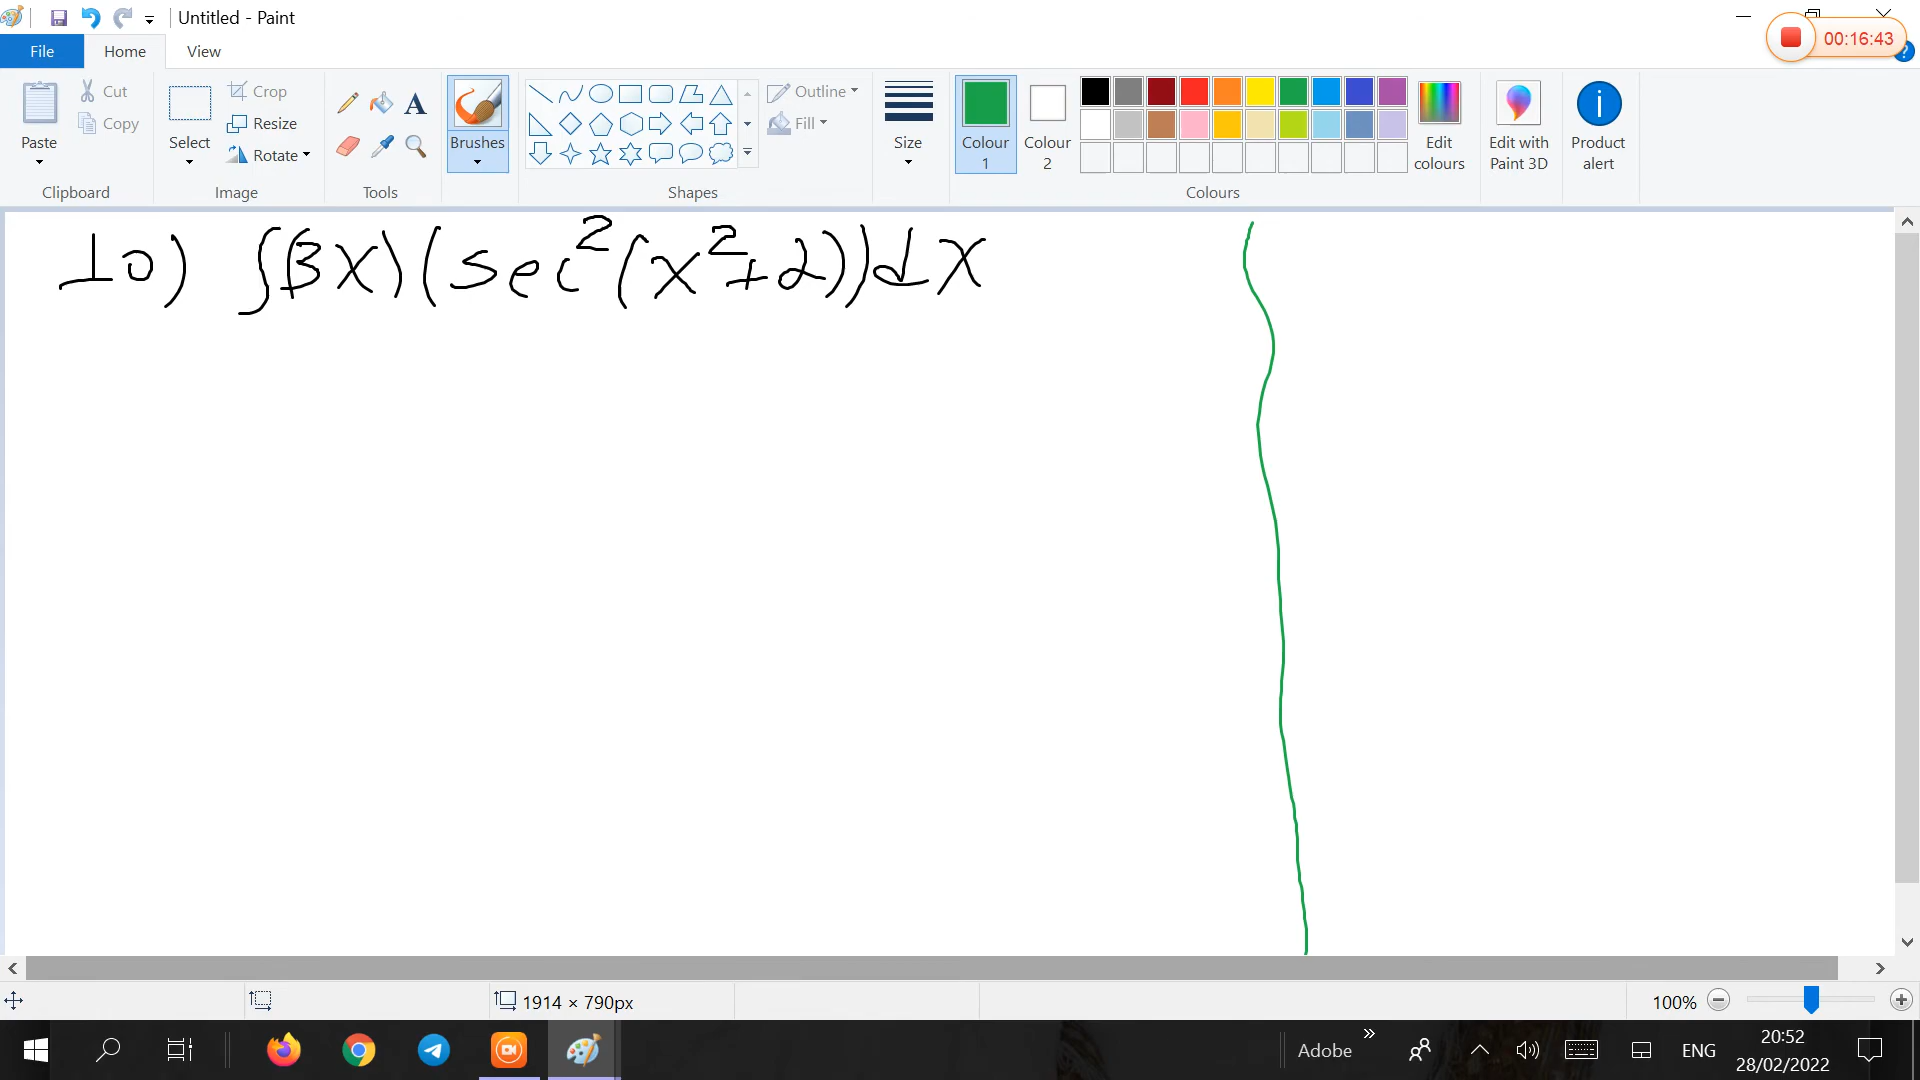 Untitled - Paint
00:16:43
File Home View
Paste
Cut
Copy
Clipboard
Select
Crop
Resize
Rotate
Image
Tools
Brushes
Outline
Fill
Shapes
Size
Colour 1
Colour 2
Colours
Edit colours
Edit with Paint 3D
Product alert
10) ∫(3x)(sec²(x²+2))dx
1914 × 790px
100%
Adobe
ENG
20:52
28/02/2022